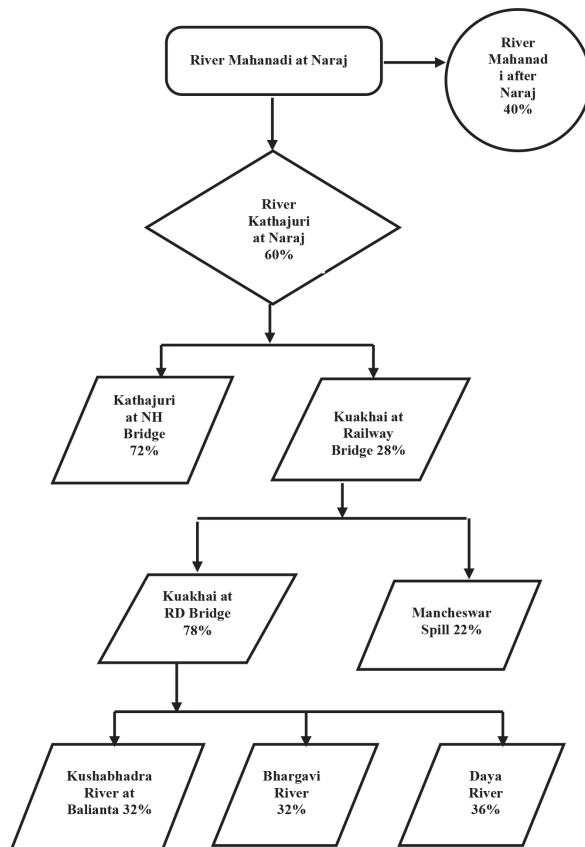 River Mahanadi at Naraj
River
Mahanad
i after
Naraj
40%
River
Kathajuri
at Naraj
60%
Kathajuri
at NH
Bridge
72%
Kuakhai at
Railway
Bridge 28%
Kuakhai at
RD Bridge
78%
Mancheswar
Spill 22%
Kushabhadra
River at
Balianta 32%
Bhargavi
River
32%
Daya
River
36%